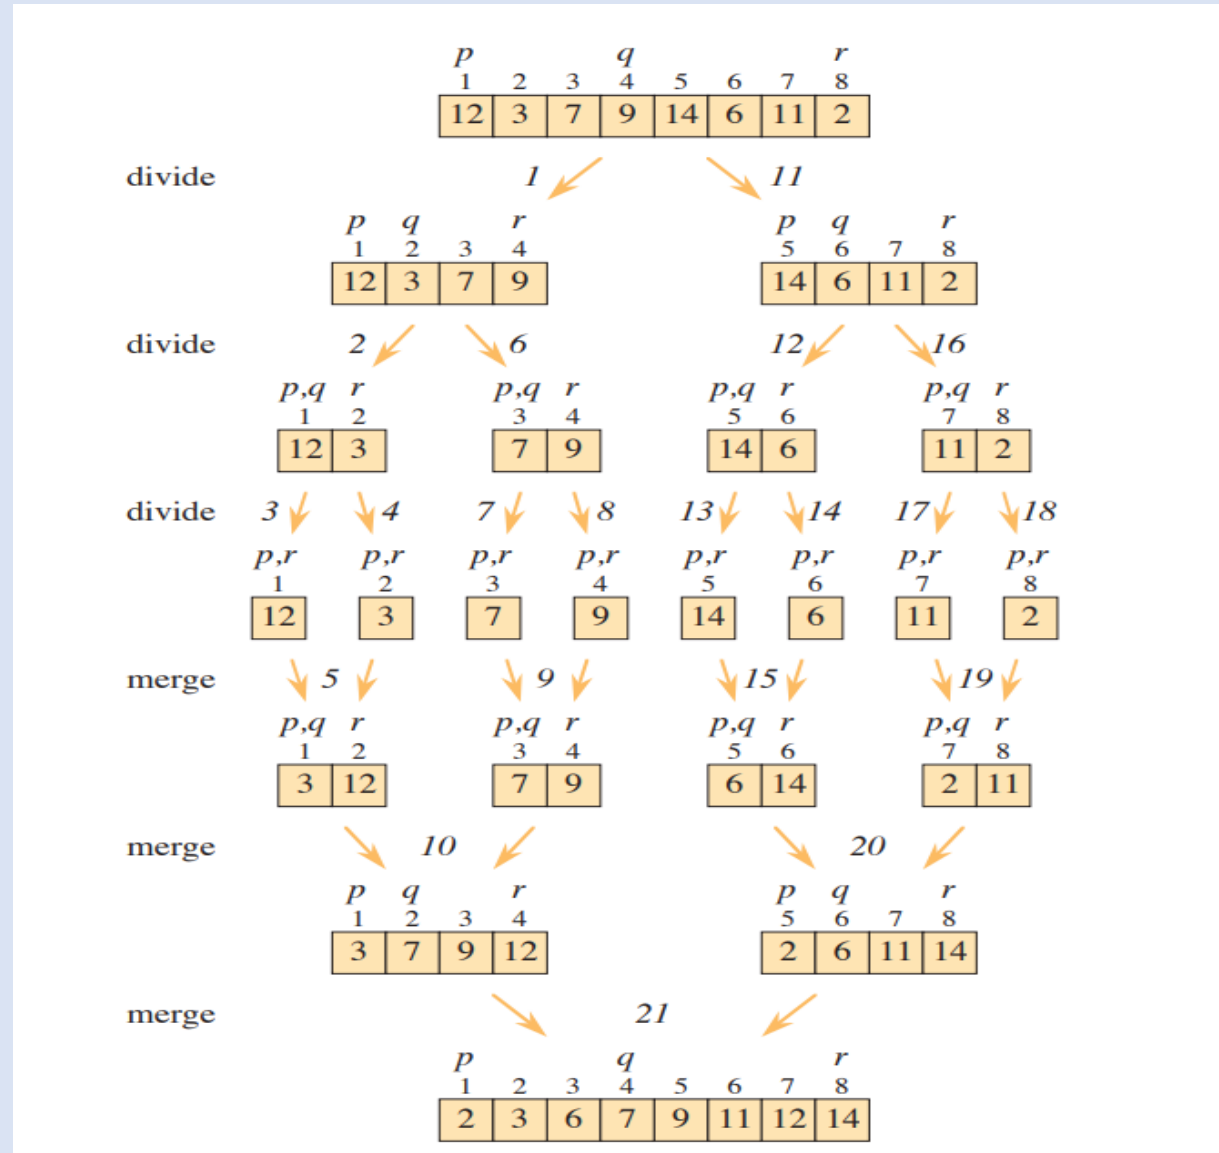 p q r
1 2 3 4 5 6 7 8
12 3 7 9 14 6 11 2
divide 1 11
p q r p q r
1 2 3 4 5 6 7 8
12 3 7 9 14 6 11 2
divide 2 6 12 16
p,q r p,q r p,q r p,q r
1 2 3 4 5 6 7 8
12 3 7 9 14 6 11 2
divide 3 4 7 8 13 14 17 18
p,r p,r p,r p,r p,r p,r p,r p,r
1 2 3 4 5 6 7 8
12 3 7 9 14 6 11 2
merge 5 9 15 19
p,q r p,q r p,q r p,q r
1 2 3 4 5 6 7 8
3 12 7 9 6 14 2 11
merge 10 20
p q r p q r
1 2 3 4 5 6 7 8
3 7 9 12 2 6 11 14
merge 21
p q r
1 2 3 4 5 6 7 8
2 3 6 7 9 11 12 14